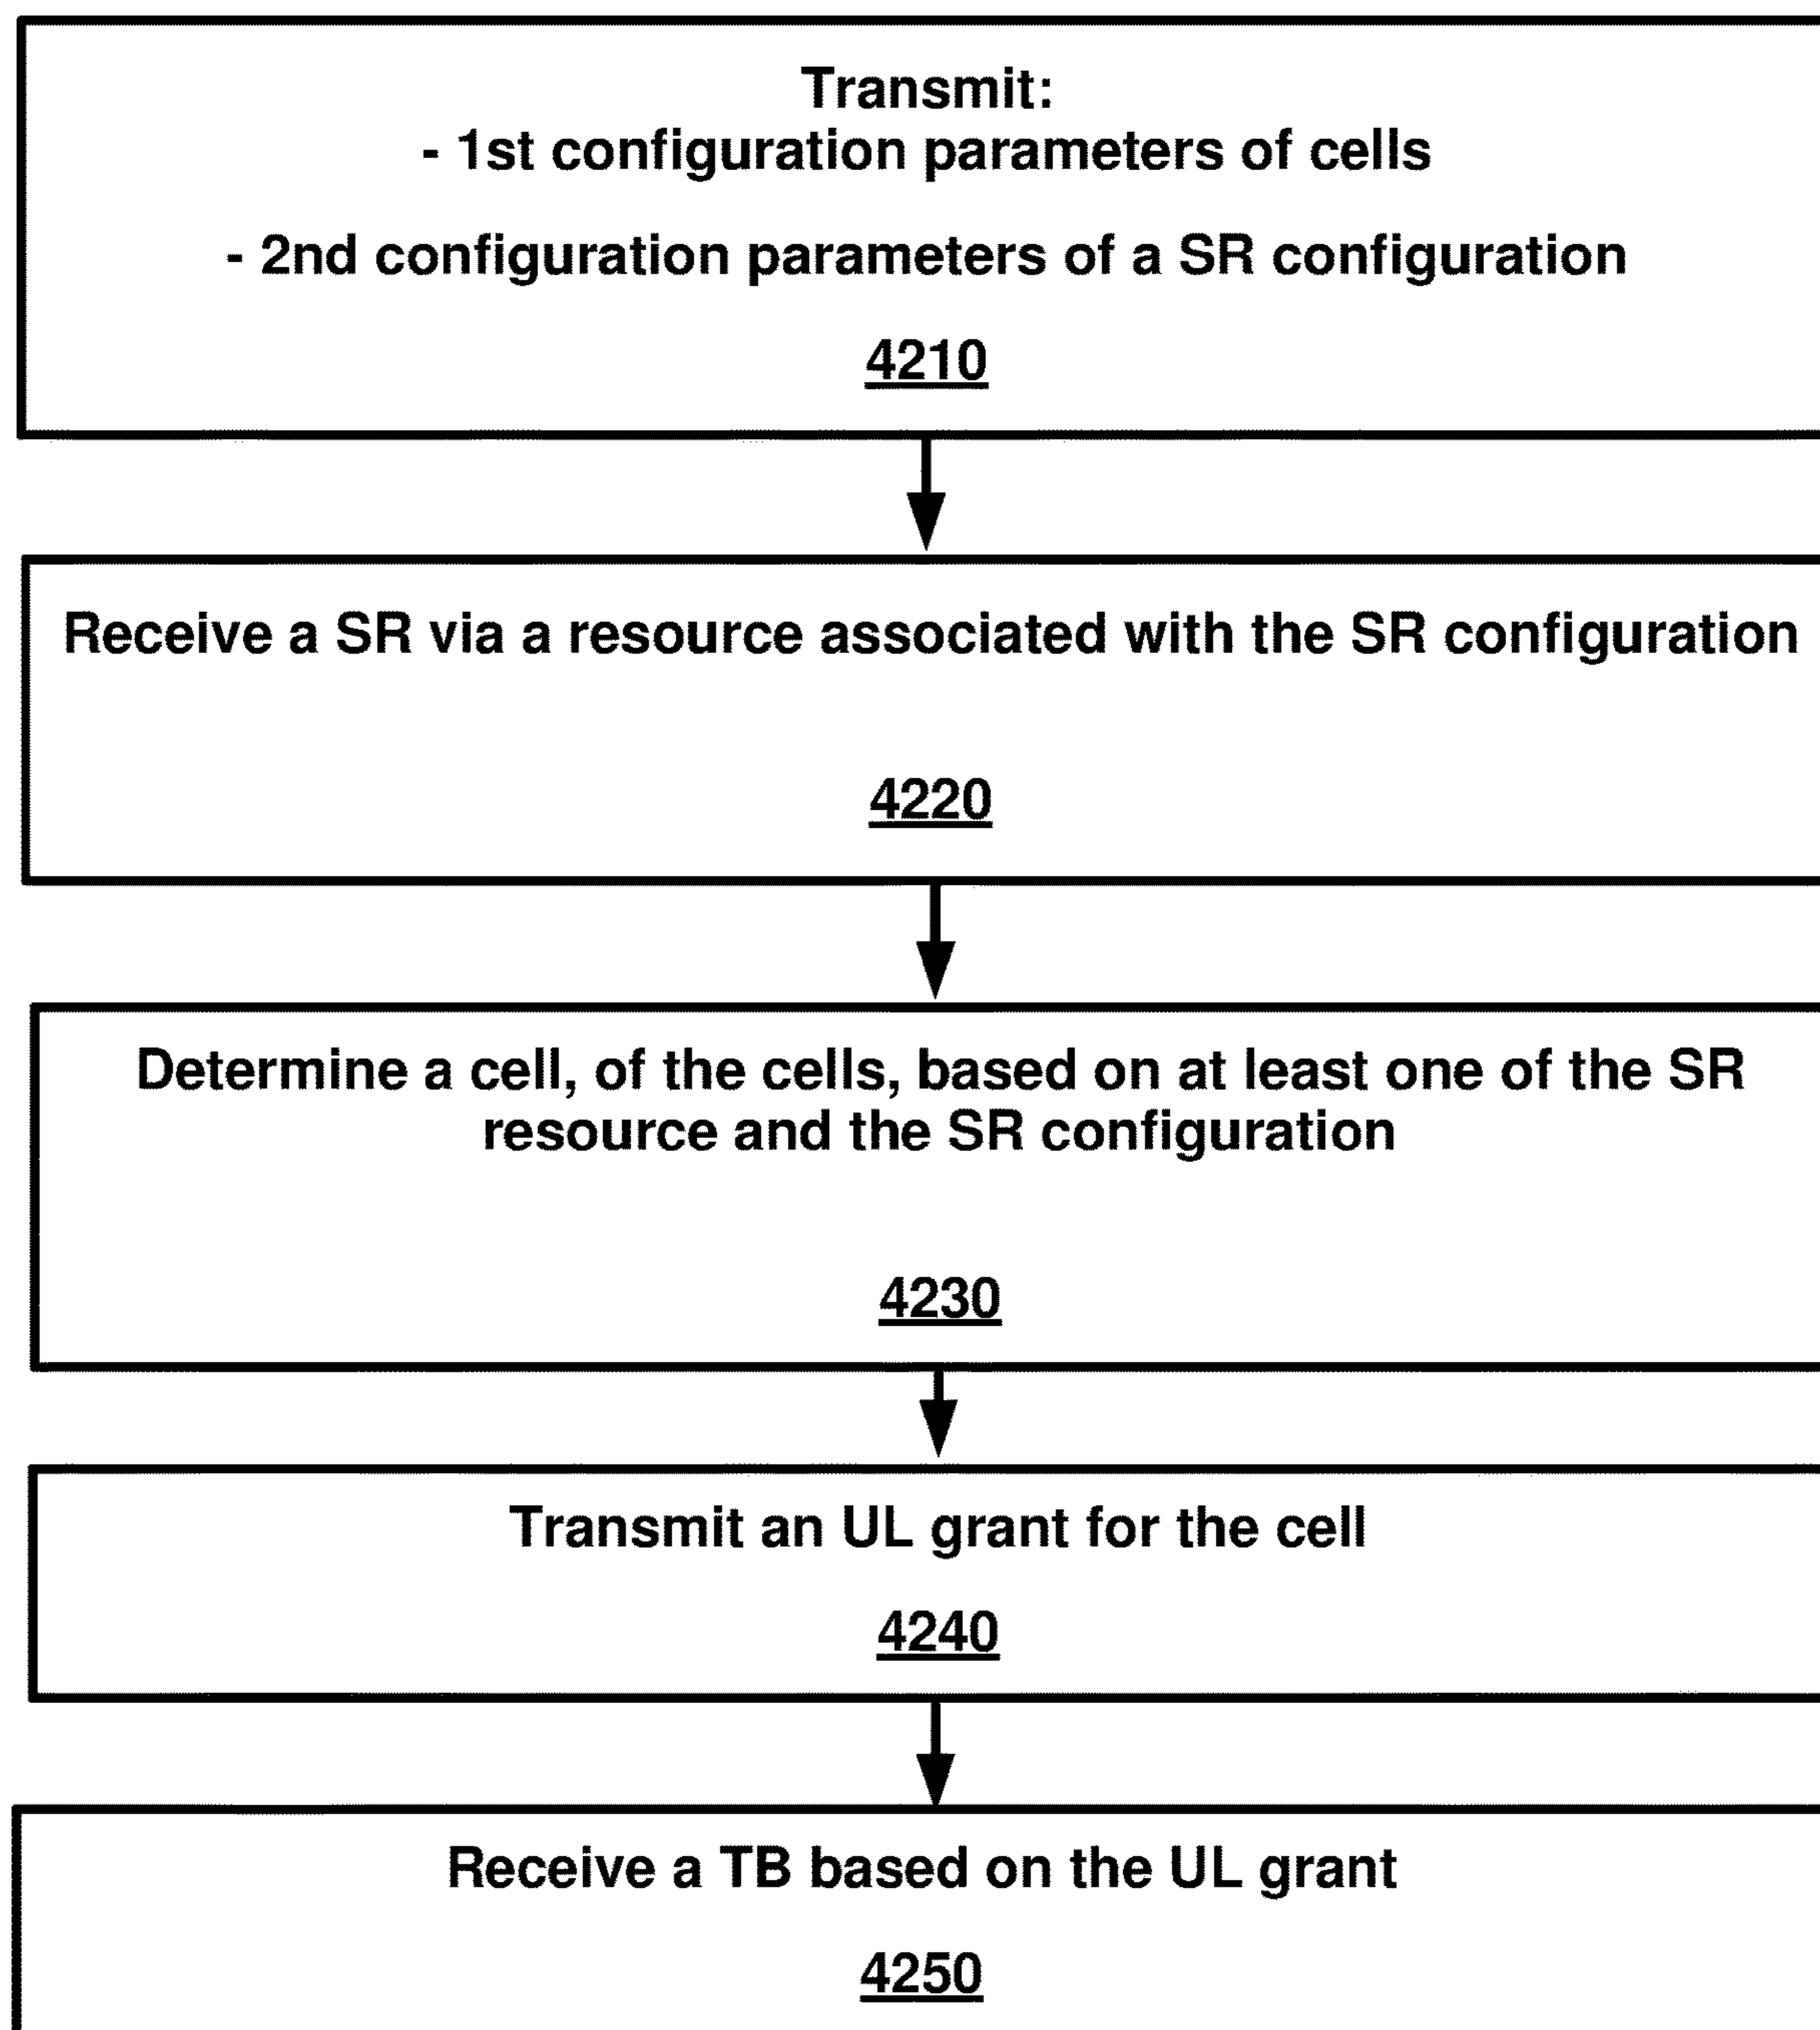 Transmit:
- 1st configuration parameters of cells
- 2nd configuration parameters of a SR configuration
4210
Receive a SR via a resource associated with the SR configuration
4220
Determine a cell, of the cells, based on at least one of the SR
resource and the SR configuration
4230
Transmit an UL grant for the cell
4240
Receive a TB based on the UL grant
4250